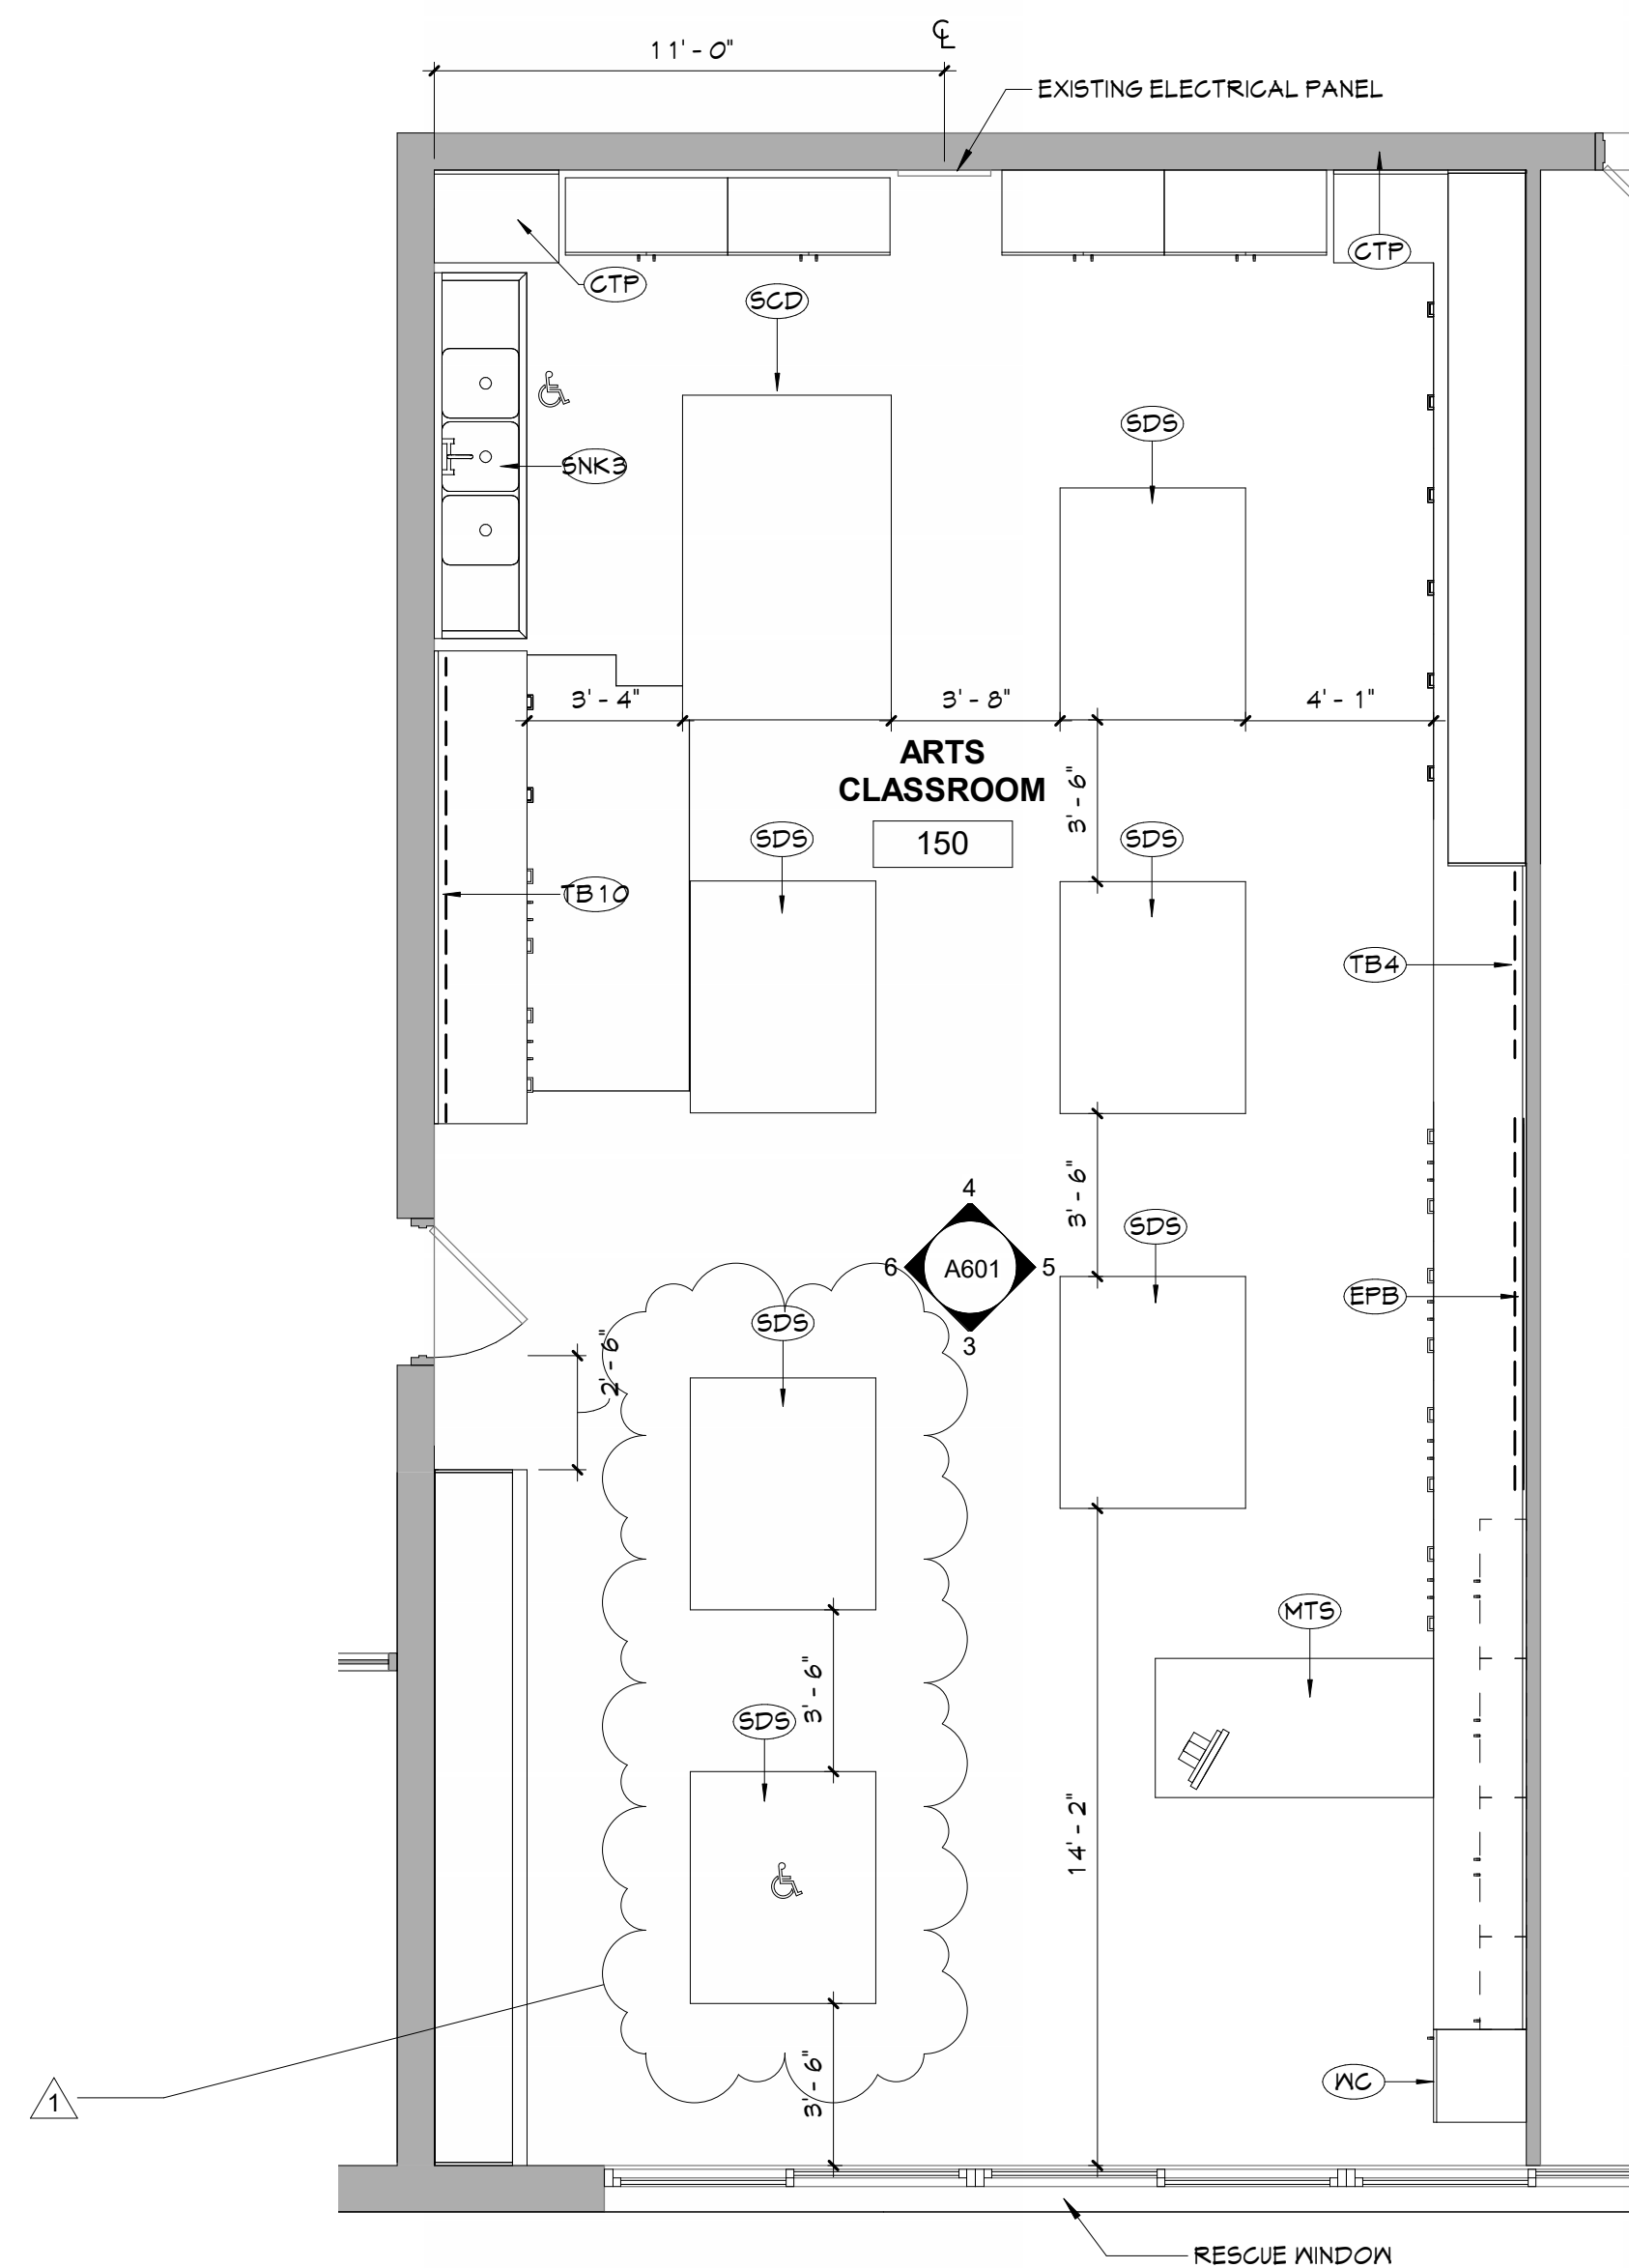 ℄
11'-0"
EXISTING ELECTRICAL PANEL
CTP
CTP
SCD
SDS
SNK3
3'-4"
3'-8"
4'-1"
ARTS
CLASSROOM
150
3'-6"
SDS
SDS
TB10
TB4
3'-6"
4
6
A601
5
3
SDS
EPB
SDS
2'-6"
MTS
3'-6"
SDS
14'-2"
WC
3'-6"
1
RESCUE WINDOW